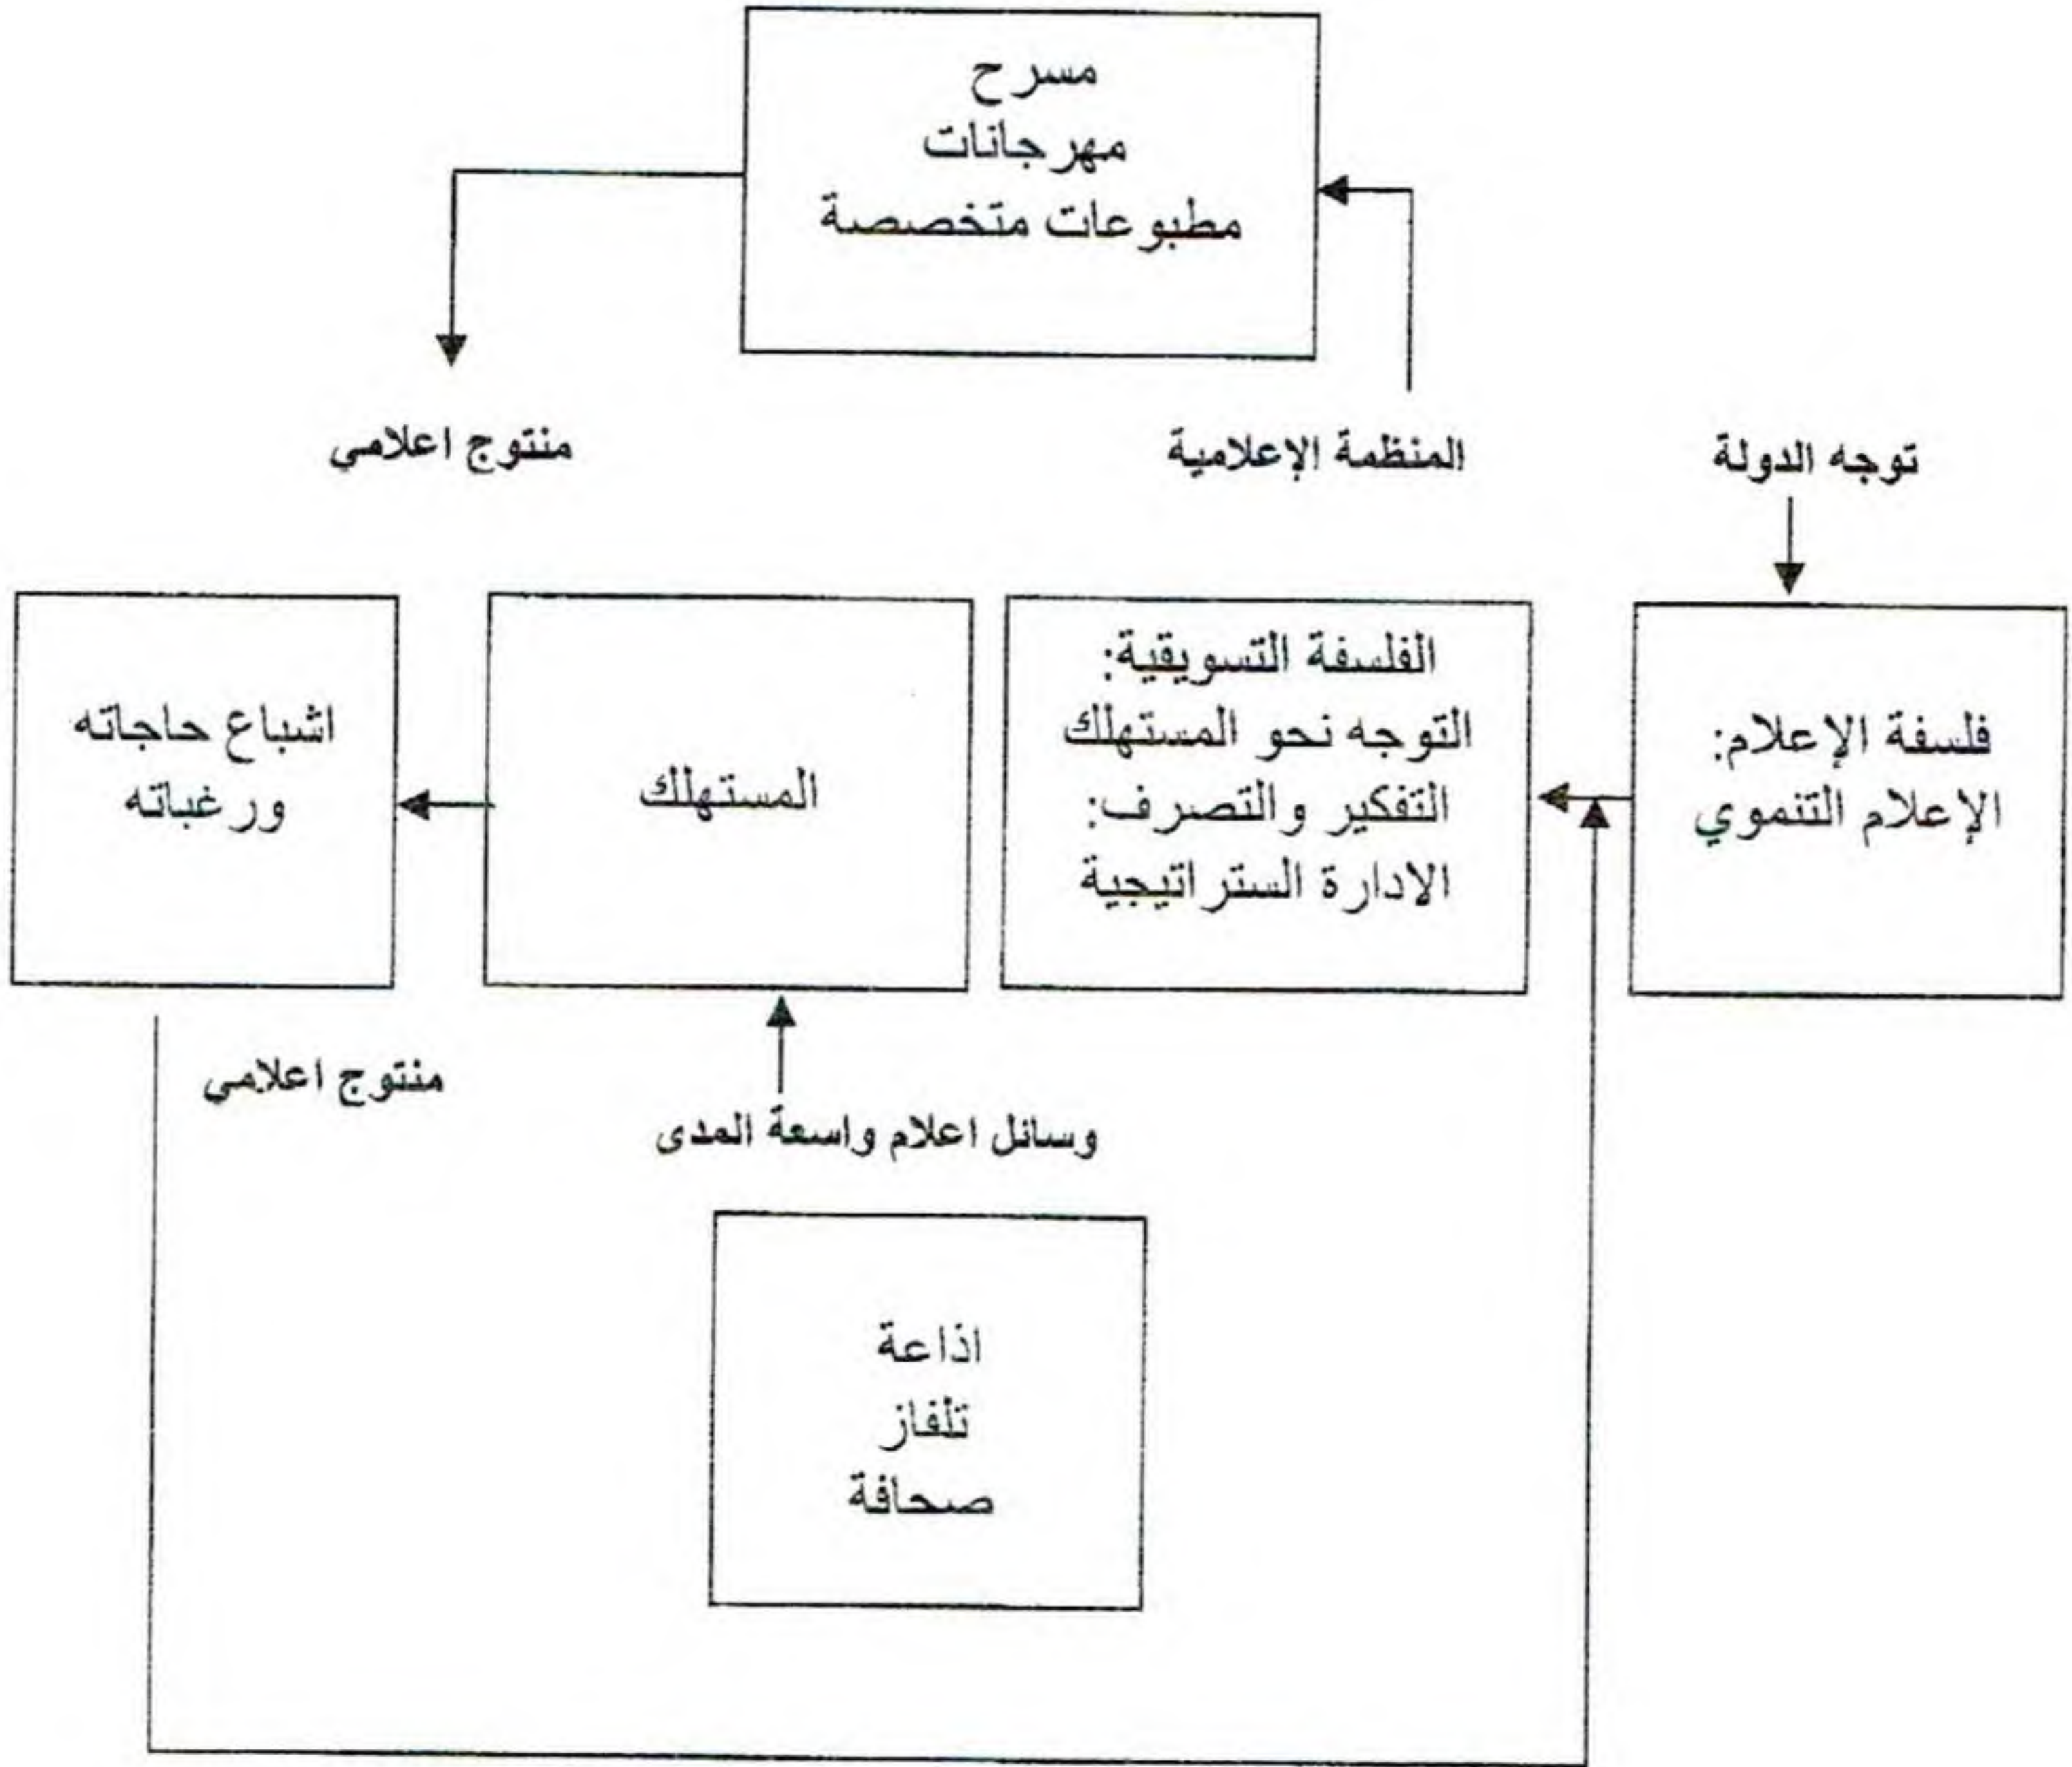 مسرح
مهرجانات
مطبوعات متخصصة
توجه الدولة
المنظمة الإعلامية
منتوج اعلامي
فلسفة الإعلام:
الإعلام التنموي
الفلسفة التسويقية:
التوجه نحو المستهلك
التفكير والتصرف:
الادارة الستراتيجية
المستهلك
اشباع حاجاته
ورغباته
منتوج اعلامي
وسائل اعلام واسعة المدى
اذاعة
تلفاز
صحافة